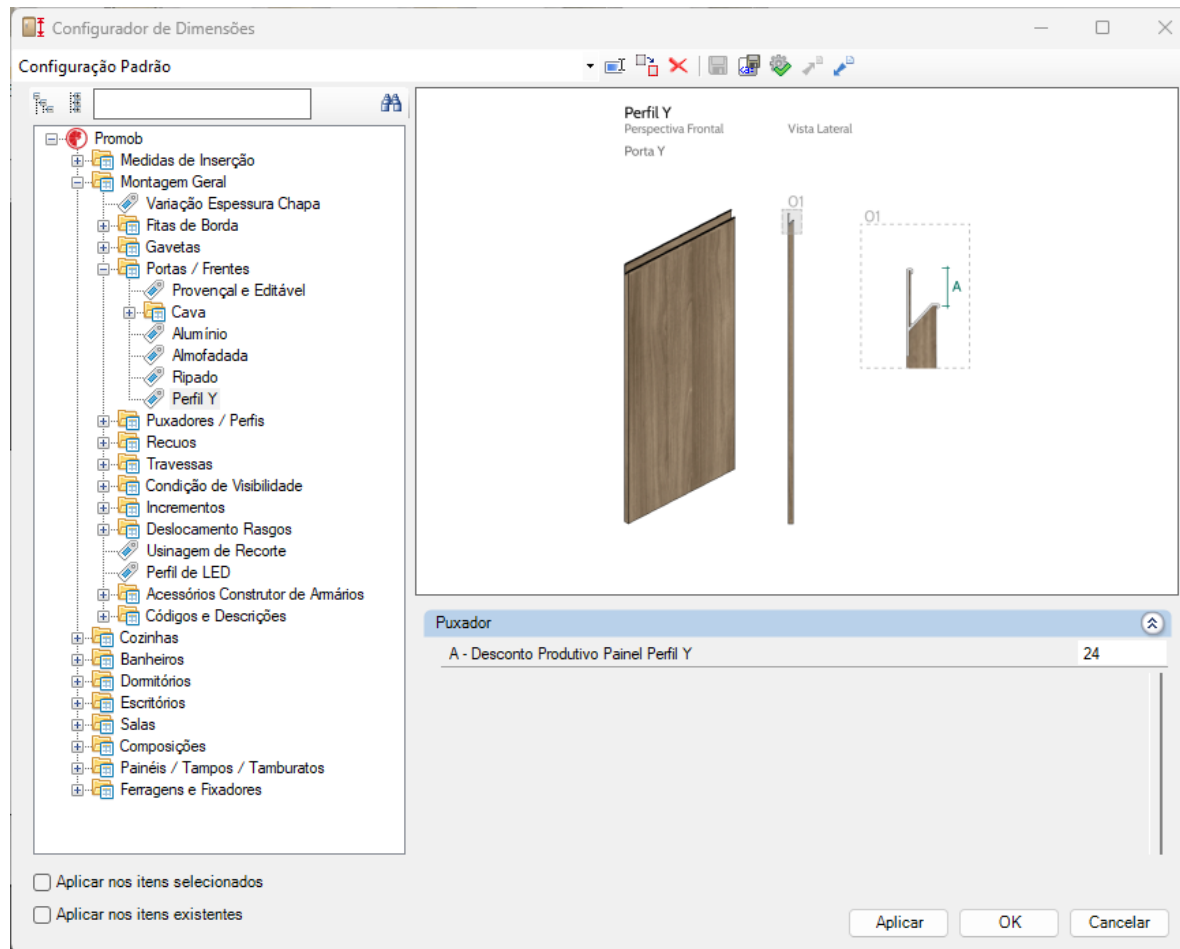 Configurador de Dimensões
Configuração Padrão
Promob
Medidas de Inserção
Montagem Geral
Variação Espessura Chapa
Fitas de Borda
Gavetas
Portas / Frentes
Provençal e Editável
Cava
Alumínio
Almofadada
Ripado
Perfil Y
Puxadores / Perfis
Recuos
Travessas
Condição de Visibilidade
Incrementos
Deslocamento Rasgos
Usinagem de Recorte
Perfil de LED
Acessórios Construtor de Armários
Códigos e Descrições
Cozinhas
Banheiros
Dormitórios
Escritórios
Salas
Composições
Painéis / Tampos / Tamburatos
Ferragens e Fixadores
Perfil Y
Perspectiva Frontal Vista Lateral
Porta Y
O1
O1
A
Puxador
A - Desconto Produtivo Painel Perfil Y 24
Aplicar nos itens selecionados
Aplicar nos itens existentes
Aplicar OK Cancelar